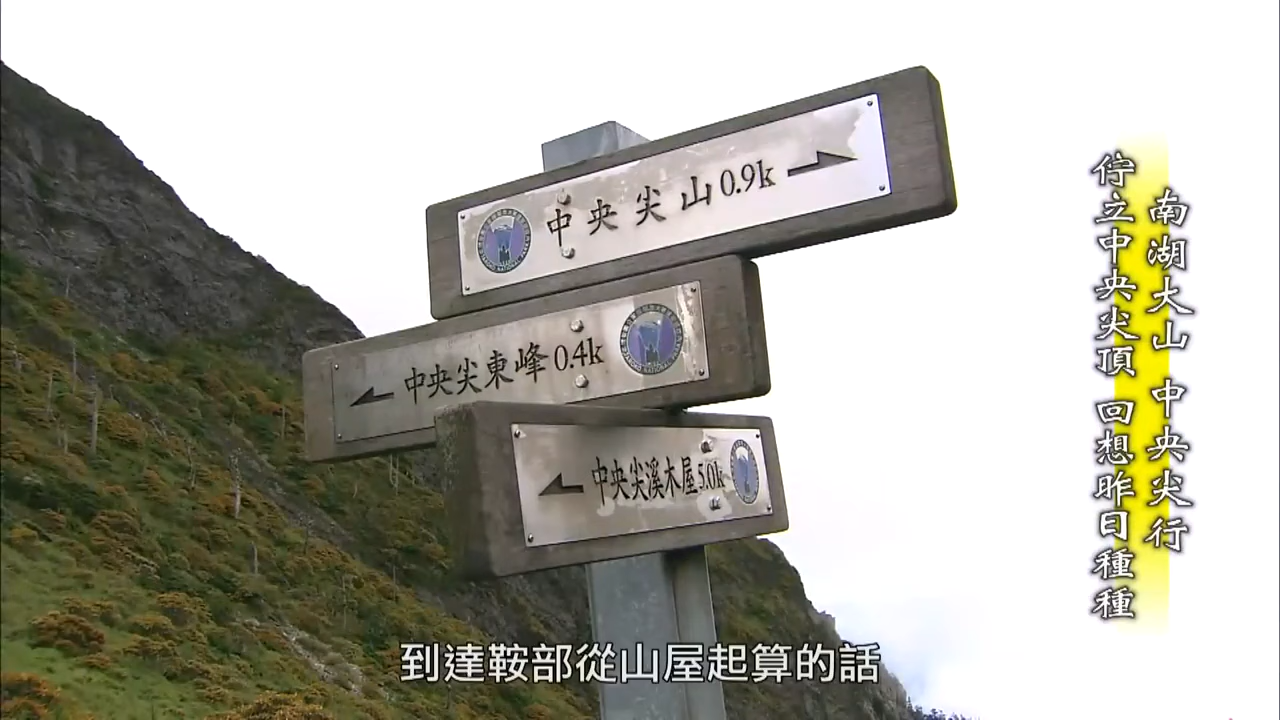 中央尖山0.9k
中央尖東峰0.4k
中央尖溪木屋5.0k
南湖大山 中央尖行
佇立中央尖頂 回想昨日種種
到達鞍部從山屋起算的話